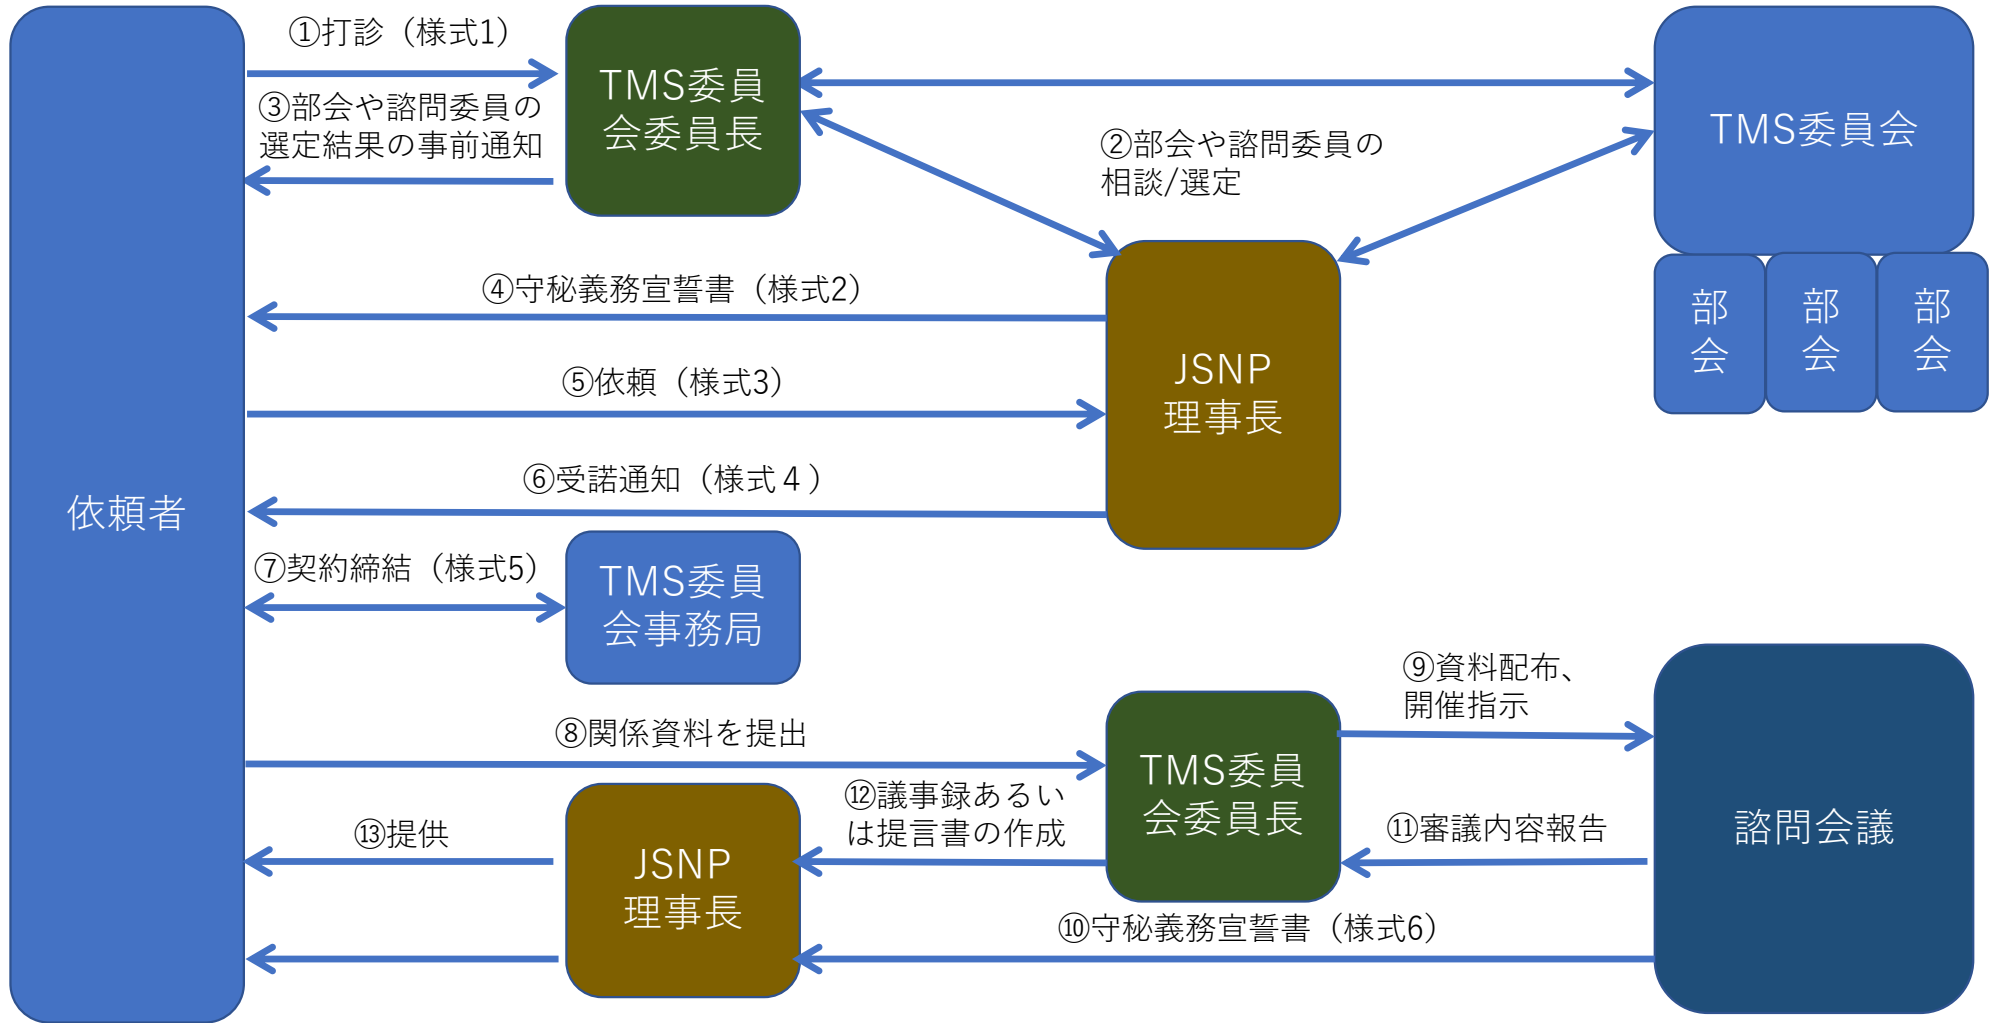 ①打診（様式1）
TMS委員
会委員長
③部会や諮問委員の
選定結果の事前通知
②部会や諮問委員の
相談/選定
TMS委員会
部
会
部
会
部
会
④守秘義務宣誓書（様式2）
JSNP
理事長
⑤依頼（様式3）
⑥受諾通知（様式４）
依頼者
⑦契約締結（様式5）
TMS委員
会事務局
⑨資料配布、
開催指示
⑧関係資料を提出
TMS委員
会委員長
⑫議事録あるい
は提言書の作成
⑪審議内容報告
諮問会議
⑬提供
JSNP
理事長
⑩守秘義務宣誓書（様式6）